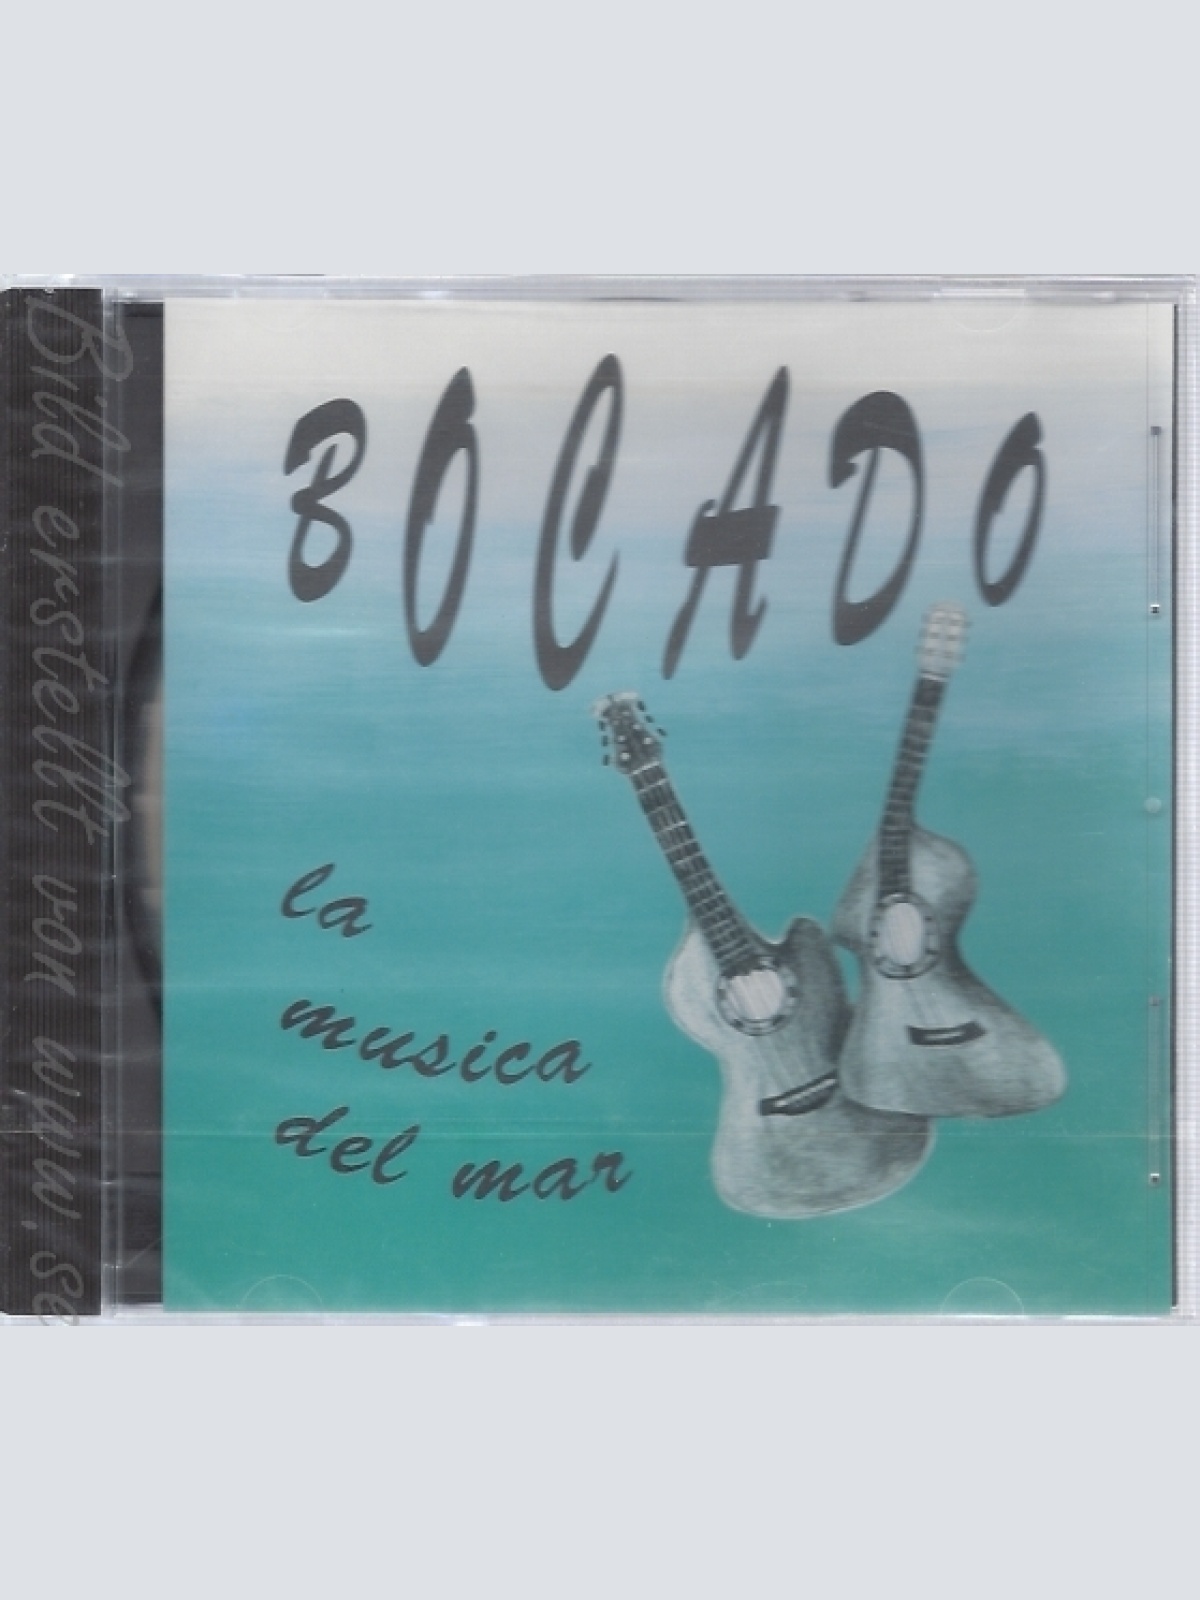 BOCADO
la
musica
del mar
Bild erstellt von www.se